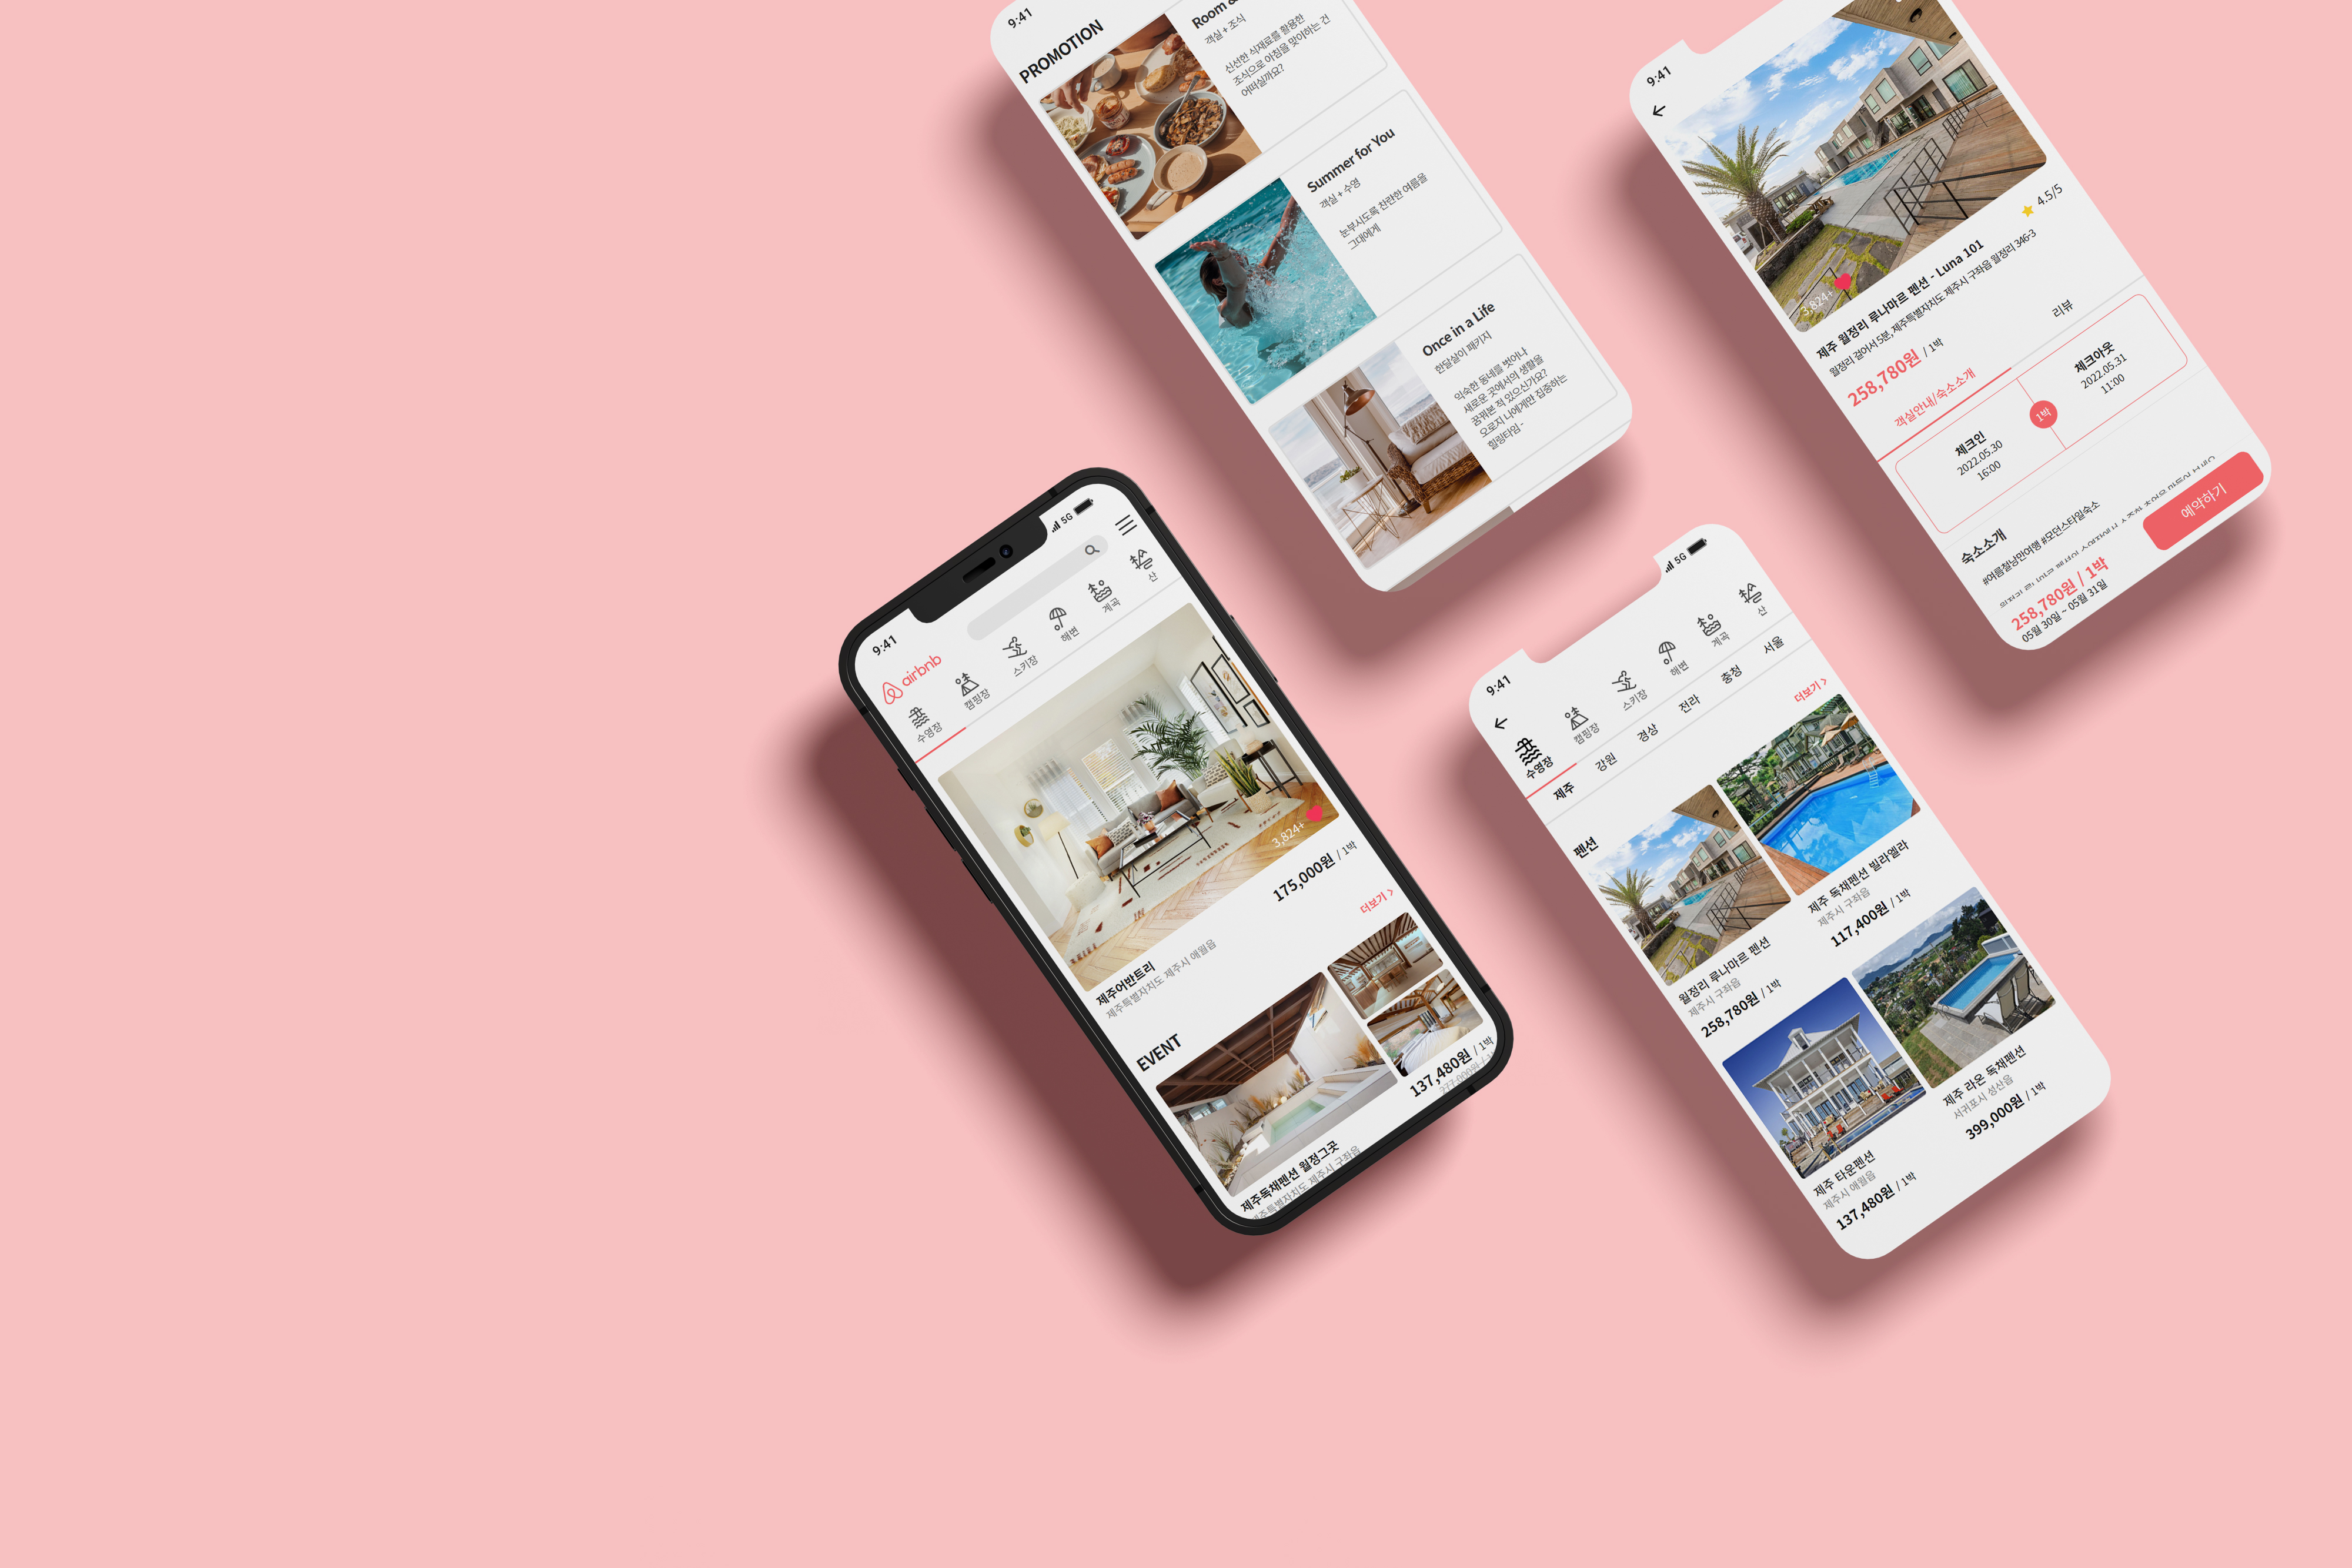 9:41
PROMOTION
객실 + 조식
신선한 식재료를 활용한
조식으로 아침을 맞이하는 건
어떠실까요?
Summer for You
객실 + 수영
눈부시도록 찬란한 여름을
그대에게
Once in a Life
한달살이 패키지
익숙한 동네를 벗어나
새로운 곳에서의 생활을
꿈꿔본 적 있으신가요?
오로지 나에게만 집중하는
힐링타임 -
9:41
3,824+
4.5/5
제주 월정리 루나마르 펜션 - Luna 101
월정리 걸어서 5분, 제주특별자치도 제주시 구좌읍 월정리 346-3
258,780원 / 1박
객실안내/숙소소개
리뷰
체크인
2022.05.30
16:00
1박
체크아웃
2022.05.31
11:00
숙소소개
#여름철낭만여행 #모던스타일숙소
258,780원 / 1박
05월 30일 ~ 05월 31일
예약하기
9:41
5G
airbnb
수영장
캠핑장
스키장
해변
계곡
산
3,824+
제주어반트리
175,000원 / 1박
제주특별자치도 제주시 애월읍
더보기 >
EVENT
제주독채펜션 월정그곳
137,480원 / 1박
제주특별자치도 제주시 구좌읍
9:41
5G
수영장
캠핑장
스키장
해변
계곡
산
제주
강원
경상
전라
충청
서울
펜션
더보기 >
월정리 루나마르 펜션
제주시 구좌읍
258,780원 / 1박
제주 독채펜션 빌라엘라
제주시 구좌읍
117,400원 / 1박
제주 타운펜션
제주시 애월읍
137,480원 / 1박
제주 라온 독채펜션
서귀포시 성산읍
399,000원 / 1박